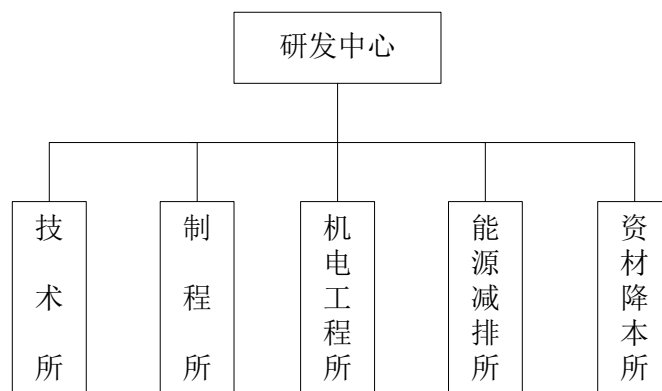 研发中心
技术所
制程所
机电工程所
能源减排所
资材降本所